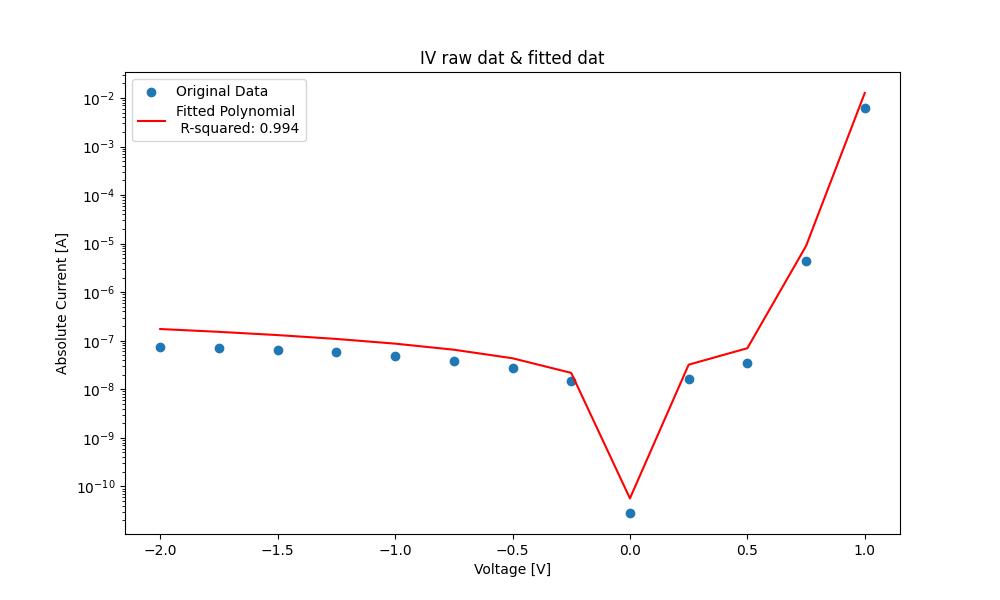 IV raw dat & fitted dat
Original Data
Fitted Polynomial
R-squared: 0.994
Absolute Current [A]
10⁻²
10⁻³
10⁻⁴
10⁻⁵
10⁻⁶
10⁻⁷
10⁻⁸
10⁻⁹
10⁻¹⁰
−2.0 −1.5 −1.0 −0.5 0.0 0.5 1.0
Voltage [V]